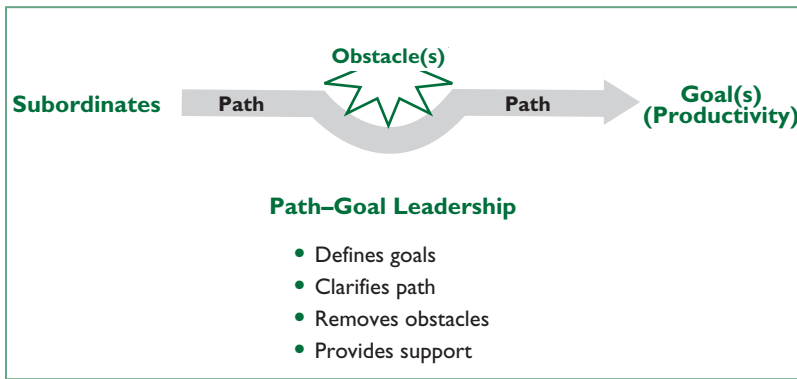 Obstacle(s)
Subordinates
Path
Path
Goal(s)
(Productivity)
Path–Goal Leadership
• Defines goals
• Clarifies path
• Removes obstacles
• Provides support